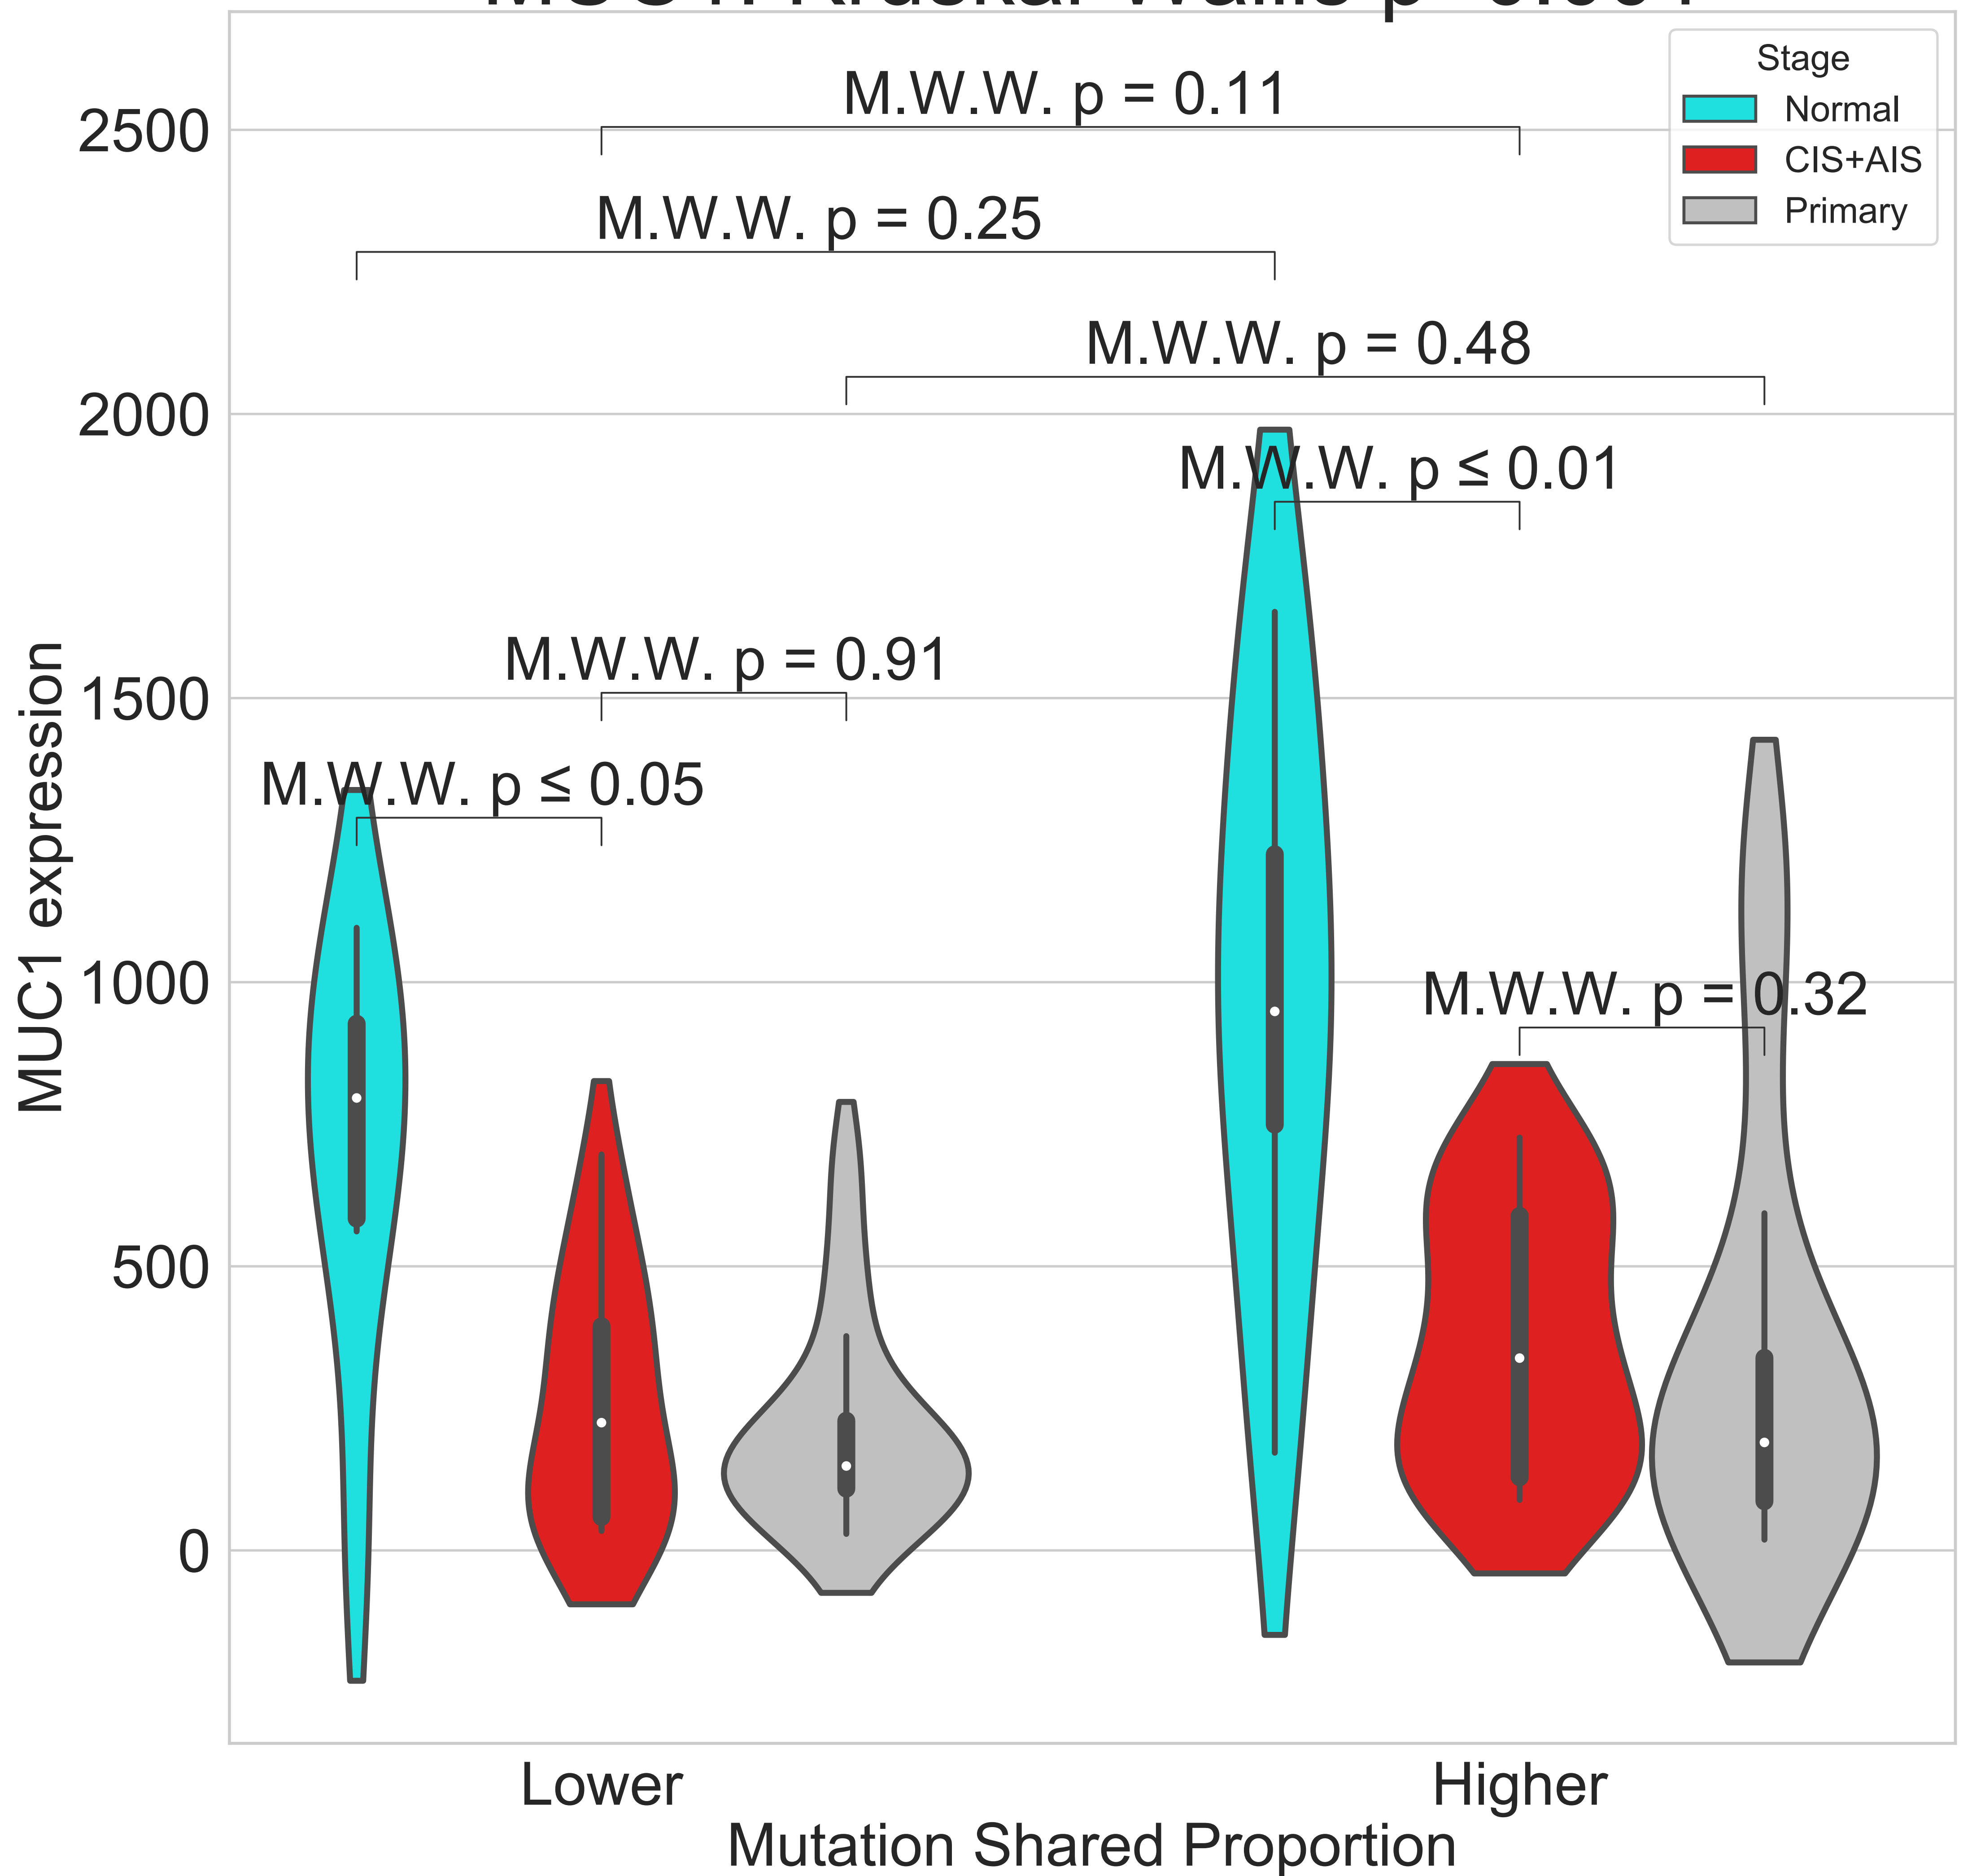 Stage
Normal
CIS+AIS
Primary
M.W.W. p = 0.11
2500
M.W.W. p = 0.25
M.W.W. p = 0.48
2000
M.W.W. p ≤ 0.01
M.W.W. p = 0.91
1500
M.W.W. p ≤ 0.05
MUC1 expression
1000
M.W.W. p = 0.32
500
0
Lower
Higher
Mutation Shared Proportion